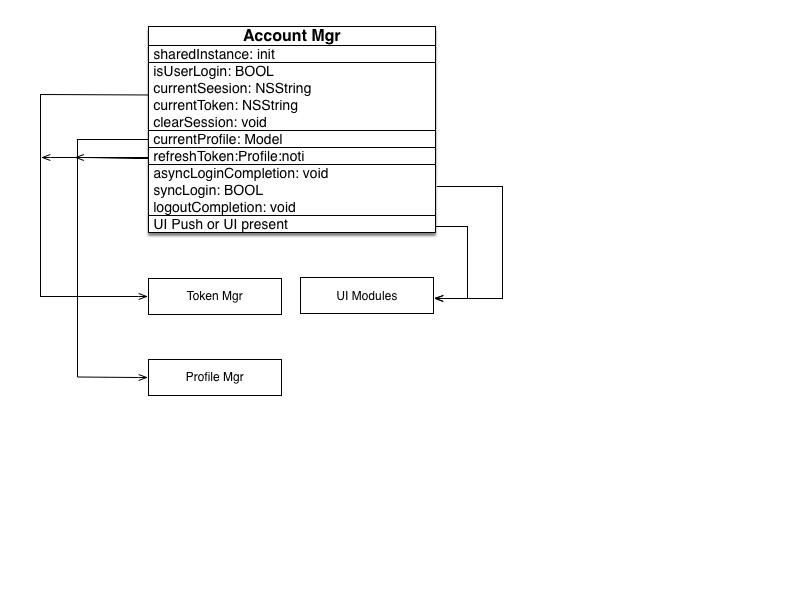 Account Mgr
sharedInstance: init
isUserLogin: BOOL
currentSeesion: NSString
currentToken: NSString
clearSession: void
currentProfile: Model
refreshToken:Profile:noti
asyncLoginCompletion: void
syncLogin: BOOL
logoutCompletion: void
UI Push or UI present
Token Mgr
UI Modules
Profile Mgr